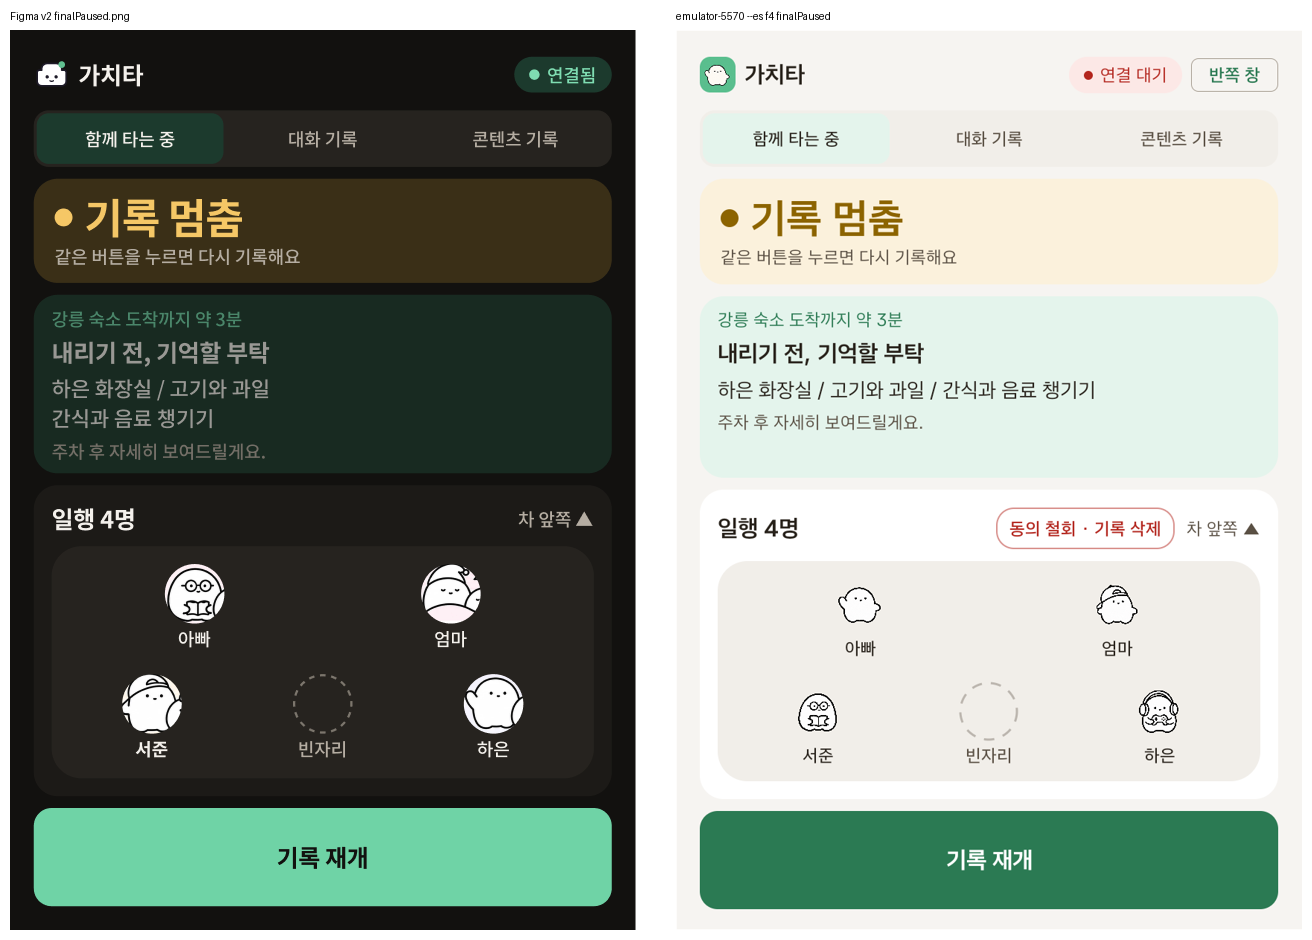 Figma v2 finalPaused.png
가치타
연결됨
함께 타는 중
대화 기록
콘텐츠 기록
기록 멈춤
같은 버튼을 누르면 다시 기록해요
강릉 숙소 도착까지 약 3분
내리기 전, 기억할 부탁
하은 화장실 / 고기와 과일
간식과 음료 챙기기
주차 후 자세히 보여드릴게요.
일행 4명
차 앞쪽 ▲
아빠
엄마
서준
빈자리
하은
기록 재개
emulator-5570 --es f4 finalPaused
가치타
연결 대기
반쪽 창
함께 타는 중
대화 기록
콘텐츠 기록
기록 멈춤
같은 버튼을 누르면 다시 기록해요
강릉 숙소 도착까지 약 3분
내리기 전, 기억할 부탁
하은 화장실 / 고기와 과일 / 간식과 음료 챙기기
주차 후 자세히 보여드릴게요.
일행 4명
동의 철회 · 기록 삭제
차 앞쪽 ▲
아빠
엄마
서준
빈자리
하은
기록 재개